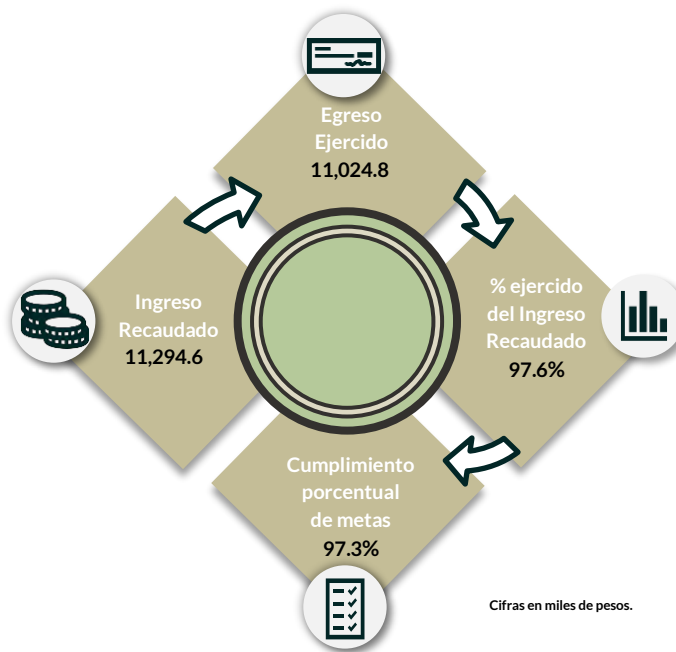 Egreso
Ejercido
11,024.8
Ingreso
Recaudado
11,294.6
% ejercido
del Ingreso
Recaudado
97.6%
Cumplimiento
porcentual
de metas
97.3%
Cifras en miles de pesos.